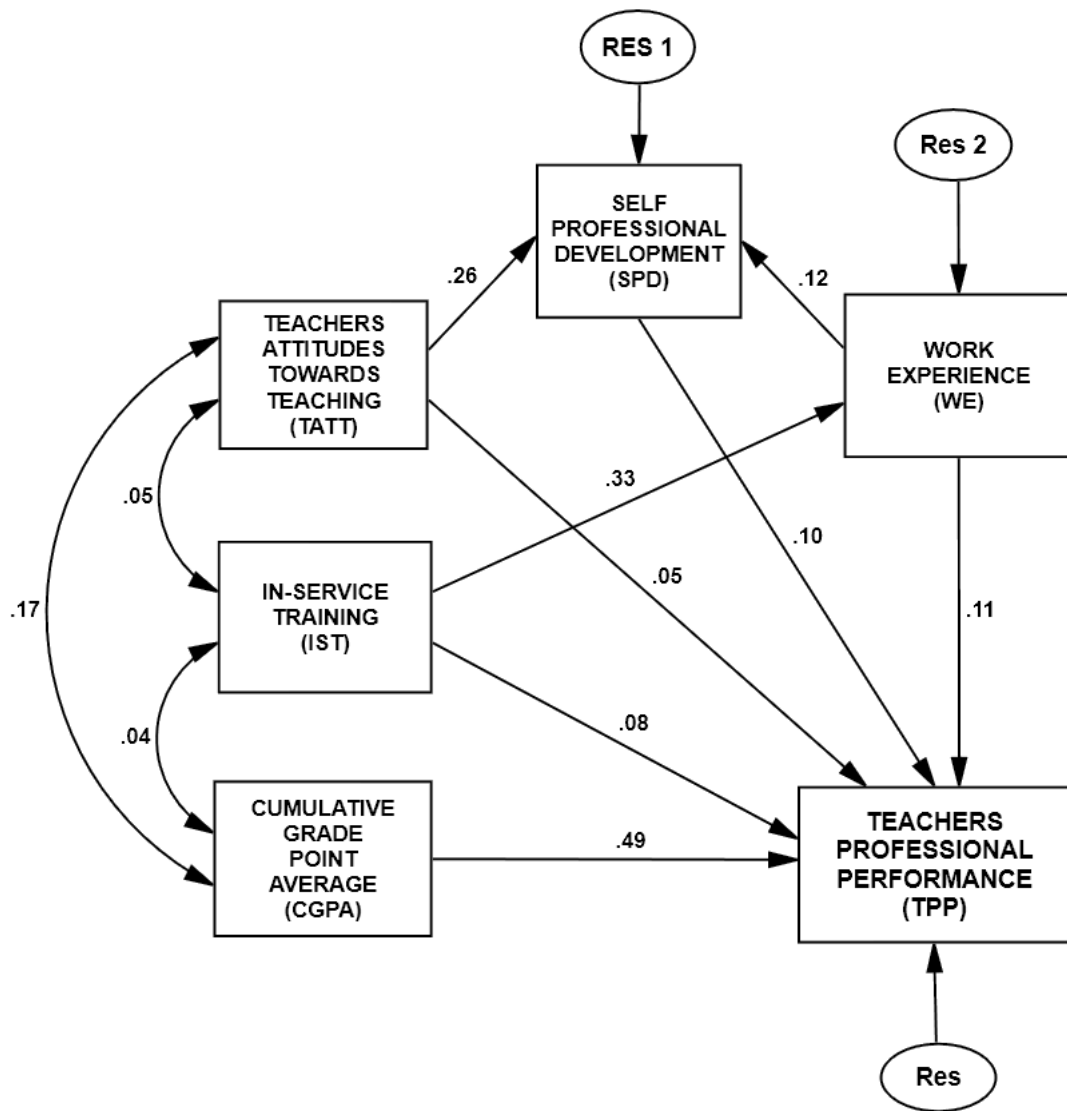 RES 1
Res 2
SELF
PROFESSIONAL
DEVELOPMENT
(SPD)
.26
.12
TEACHERS
ATTITUDES
TOWARDS
TEACHING
(TATT)
WORK
EXPERIENCE
(WE)
.05
.33
.10
.05
.17
IN-SERVICE
TRAINING
(IST)
.11
.04
.08
CUMULATIVE
GRADE
POINT
AVERAGE
(CGPA)
.49
TEACHERS
PROFESSIONAL
PERFORMANCE
(TPP)
Res